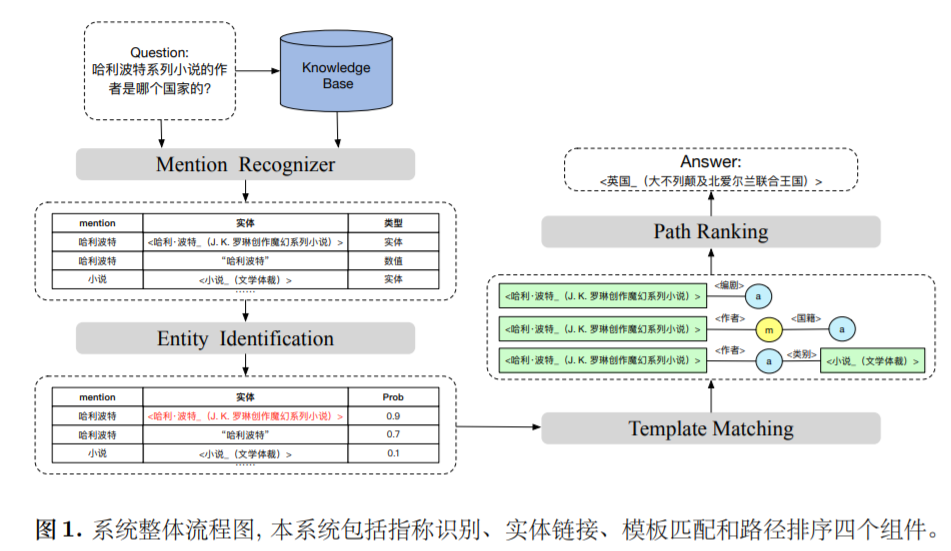 Question:
哈利波特系列小说的作
者是哪个国家的?
Knowledge
Base
Mention Recognizer
mention 实体 类型
哈利波特 <哈利·波特_（J. K. 罗琳创作魔幻系列小说）> 实体
哈利波特 “哈利波特” 数值
小说 <小说_（文学体裁）> 实体
......
Entity Identification
mention 实体 Prob
哈利波特 <哈利·波特_（J. K. 罗琳创作魔幻系列小说）> 0.9
哈利波特 “哈利波特” 0.7
小说 <小说_（文学体裁）> 0.1
......
Answer:
<英国_（大不列颠及北爱尔兰联合王国）>
Path Ranking
<哈利·波特_（J. K. 罗琳创作魔幻系列小说）> <编剧> a
<哈利·波特_（J. K. 罗琳创作魔幻系列小说）> <作者> m <国籍> a
<哈利·波特_（J. K. 罗琳创作魔幻系列小说）> <作者> a <类别> <小说_（文学体裁）>
Template Matching
图 1. 系统整体流程图, 本系统包括指称识别、实体链接、模板匹配和路径排序四个组件。